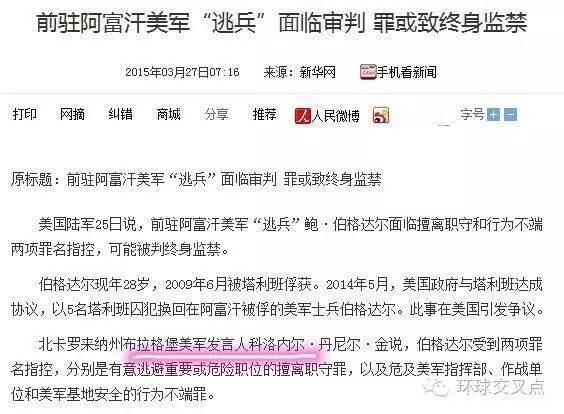 前驻阿富汗美军“逃兵”面临审判 罪或致终身监禁
2015年03月27日07:16 来源：新华网 手机看新闻
打印 网摘 纠错 商城 分享 推荐 人民微博 字号
原标题：前驻阿富汗美军“逃兵”面临审判 罪或致终身监禁
美国陆军25日说，前驻阿富汗美军“逃兵”鲍·伯格达尔面临擅离职守和行为不端
两项罪名指控，可能被判终身监禁。
伯格达尔现年28岁，2009年6月被塔利班俘获。2014年5月，美国政府与塔利班达成
协议，以5名塔利班囚犯换回在阿富汗被俘的美军士兵伯格达尔。此事在美国引发争议。
北卡罗来纳州布拉格堡美军发言人科洛内尔·丹尼尔·金说，伯格达尔受到两项罪
名指控，分别是有意逃避重要或危险职位的擅离职守罪，以及危及美军指挥部、作战单
位和美军基地安全的行为不端罪。
环球交叉点